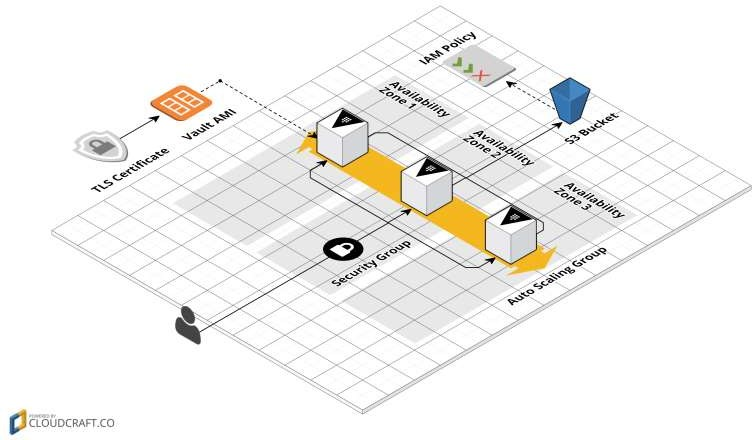 IAM Policy
Availability
Zone 1
S3 Bucket
Vault AMI
TLS Certificate
Availability
Zone 2
Availability
Zone 3
Security Group
Auto Scaling Group
POWERED BY
CLOUDCRAFT.CO